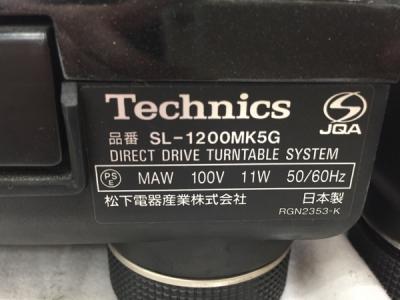 Technics
JQA
品番 SL-1200MK5G
DIRECT DRIVE TURNTABLE SYSTEM
PS E MAW 100V 11W 50/60Hz
松下電器産業株式会社 日本製
RGN2353-K